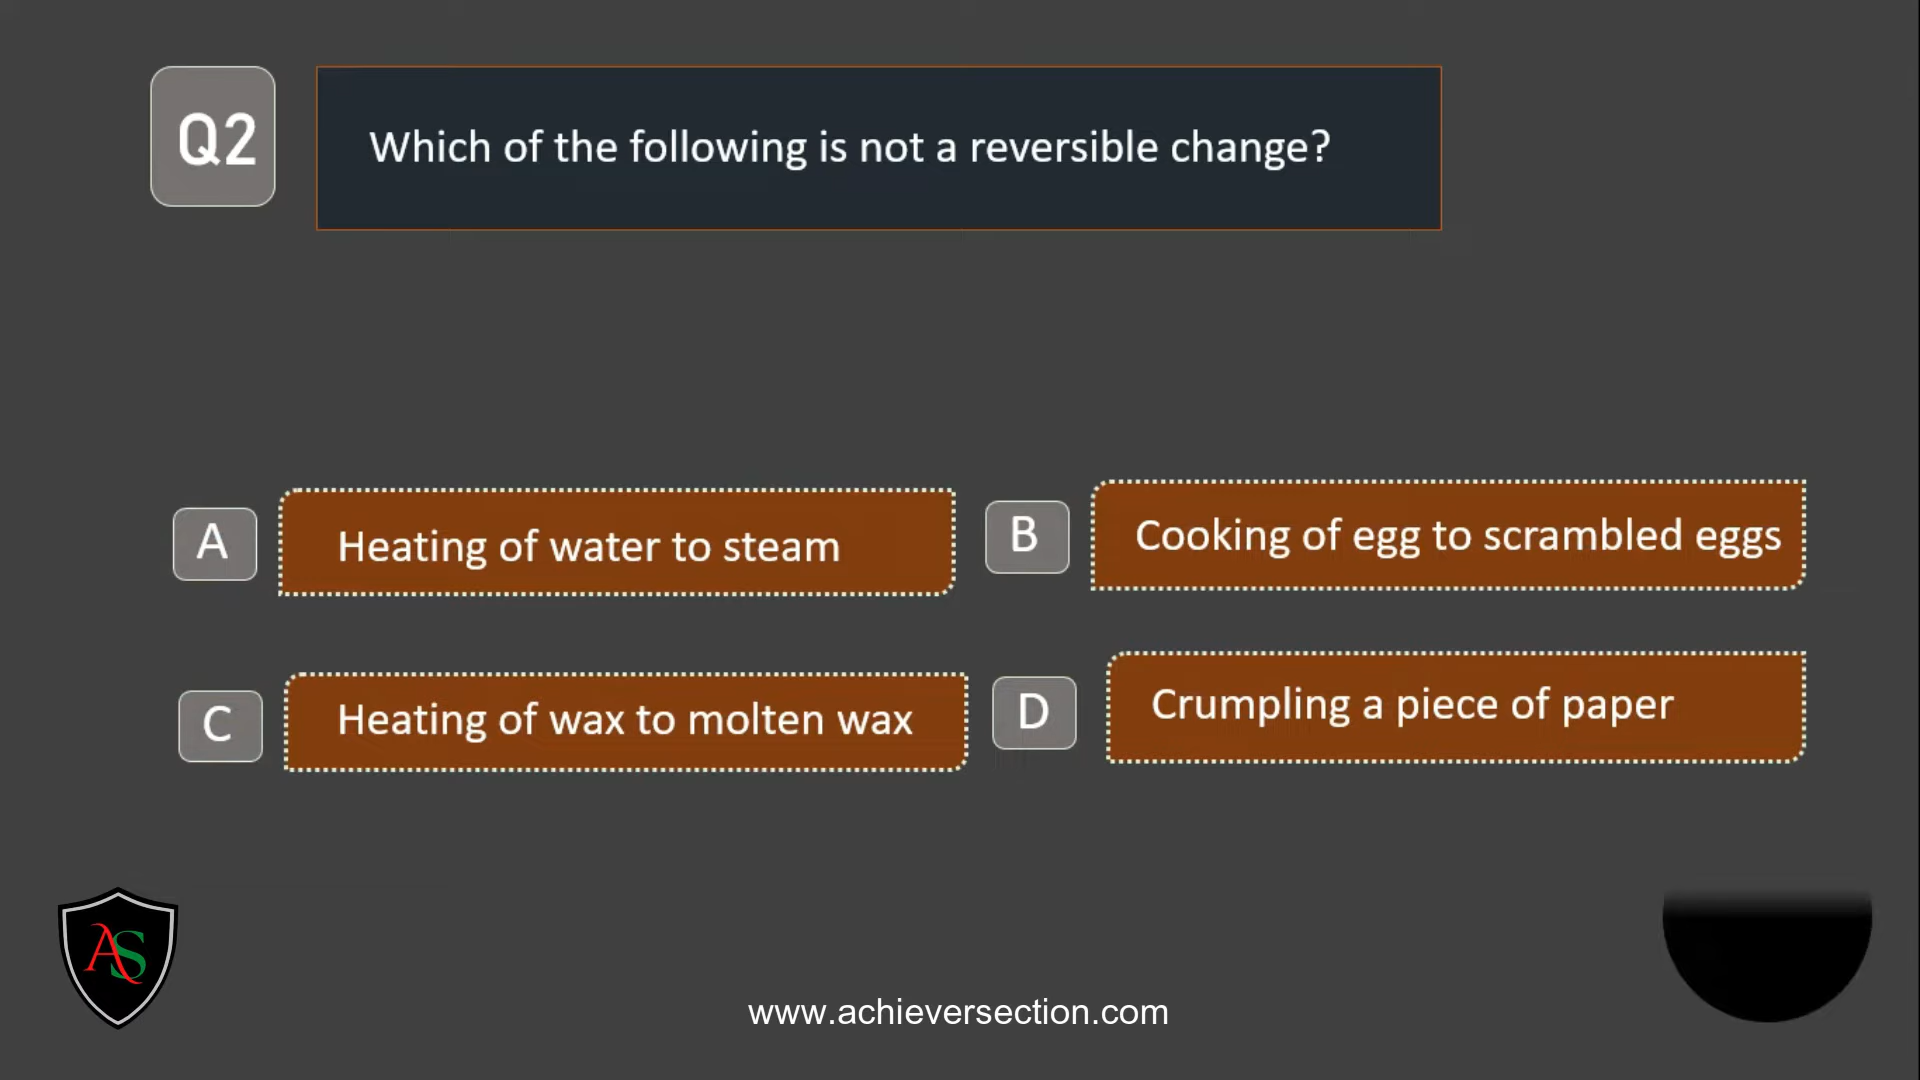 Q2
Which of the following is not a reversible change?
A
Heating of water to steam
B
Cooking of egg to scrambled eggs
C
Heating of wax to molten wax
D
Crumpling a piece of paper
AS
www.achieversection.com